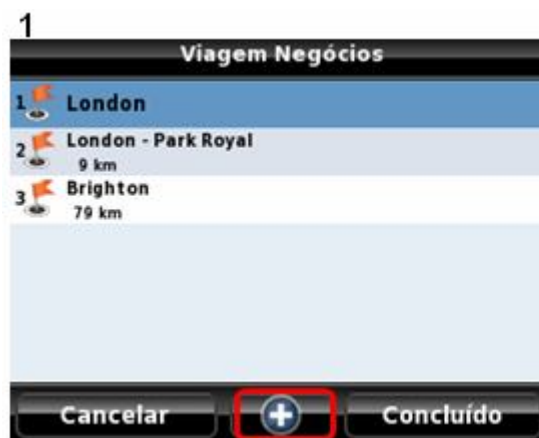 1
Viagem Negócios
1 London
2 London - Park Royal
9 km
3 Brighton
79 km
Cancelar Concluído